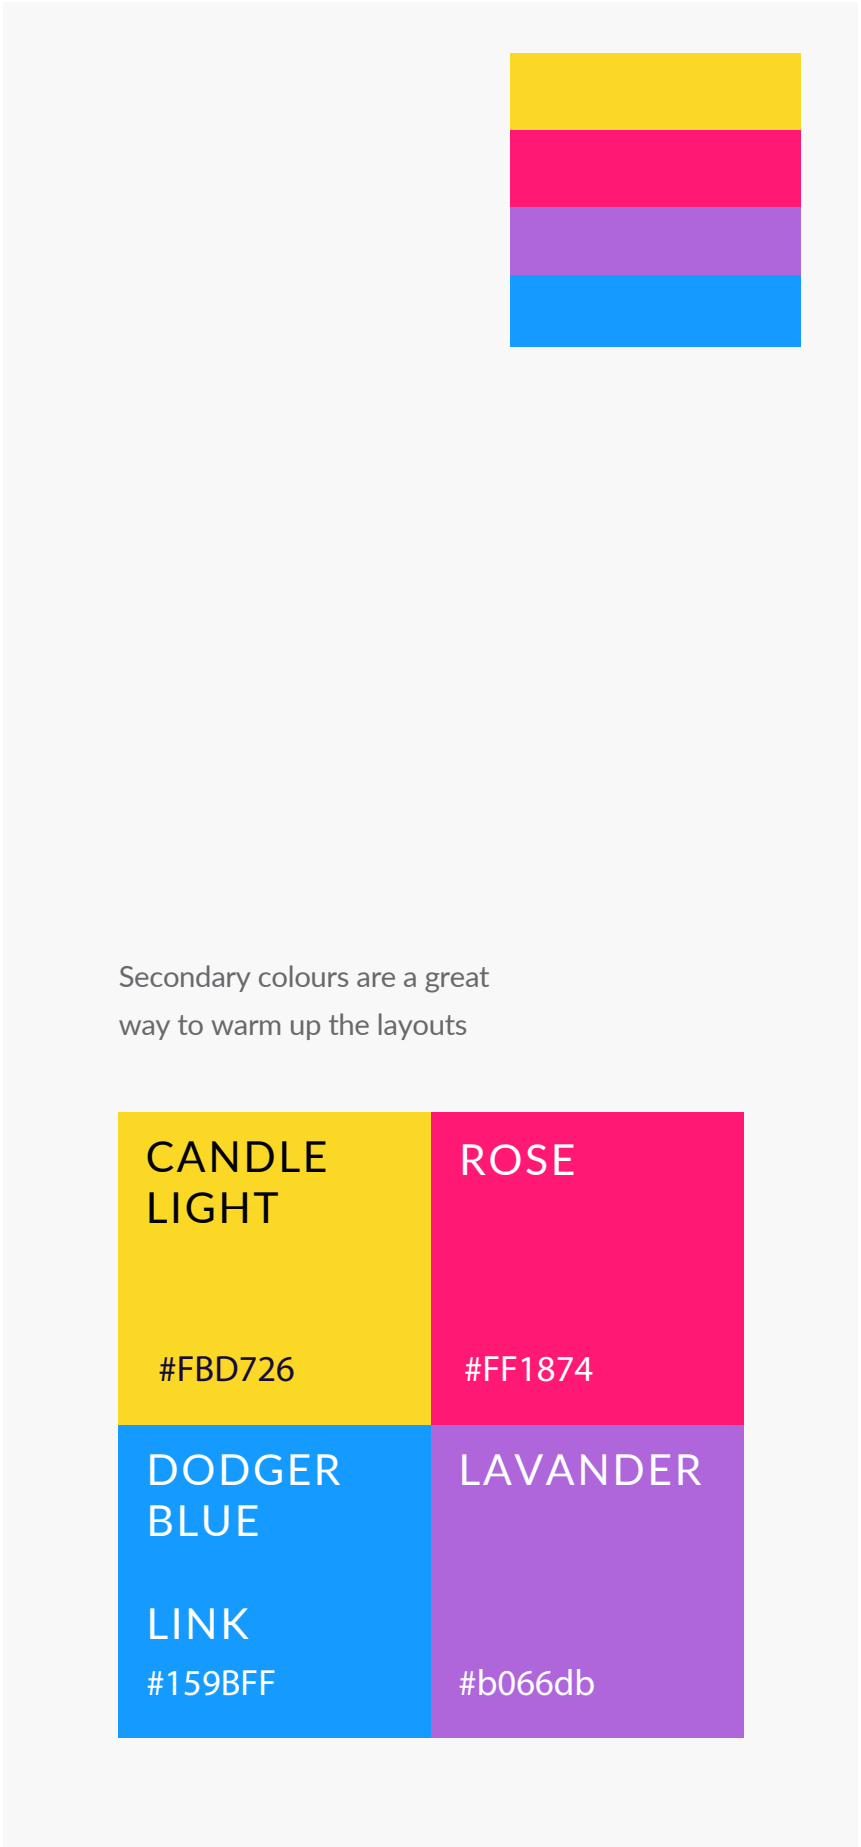 Secondary colours are a great
way to warm up the layouts
CANDLE
LIGHT
#FBD726
ROSE
#FF1874
DODGER
BLUE
LINK
#159BFF
LAVANDER
#b066db